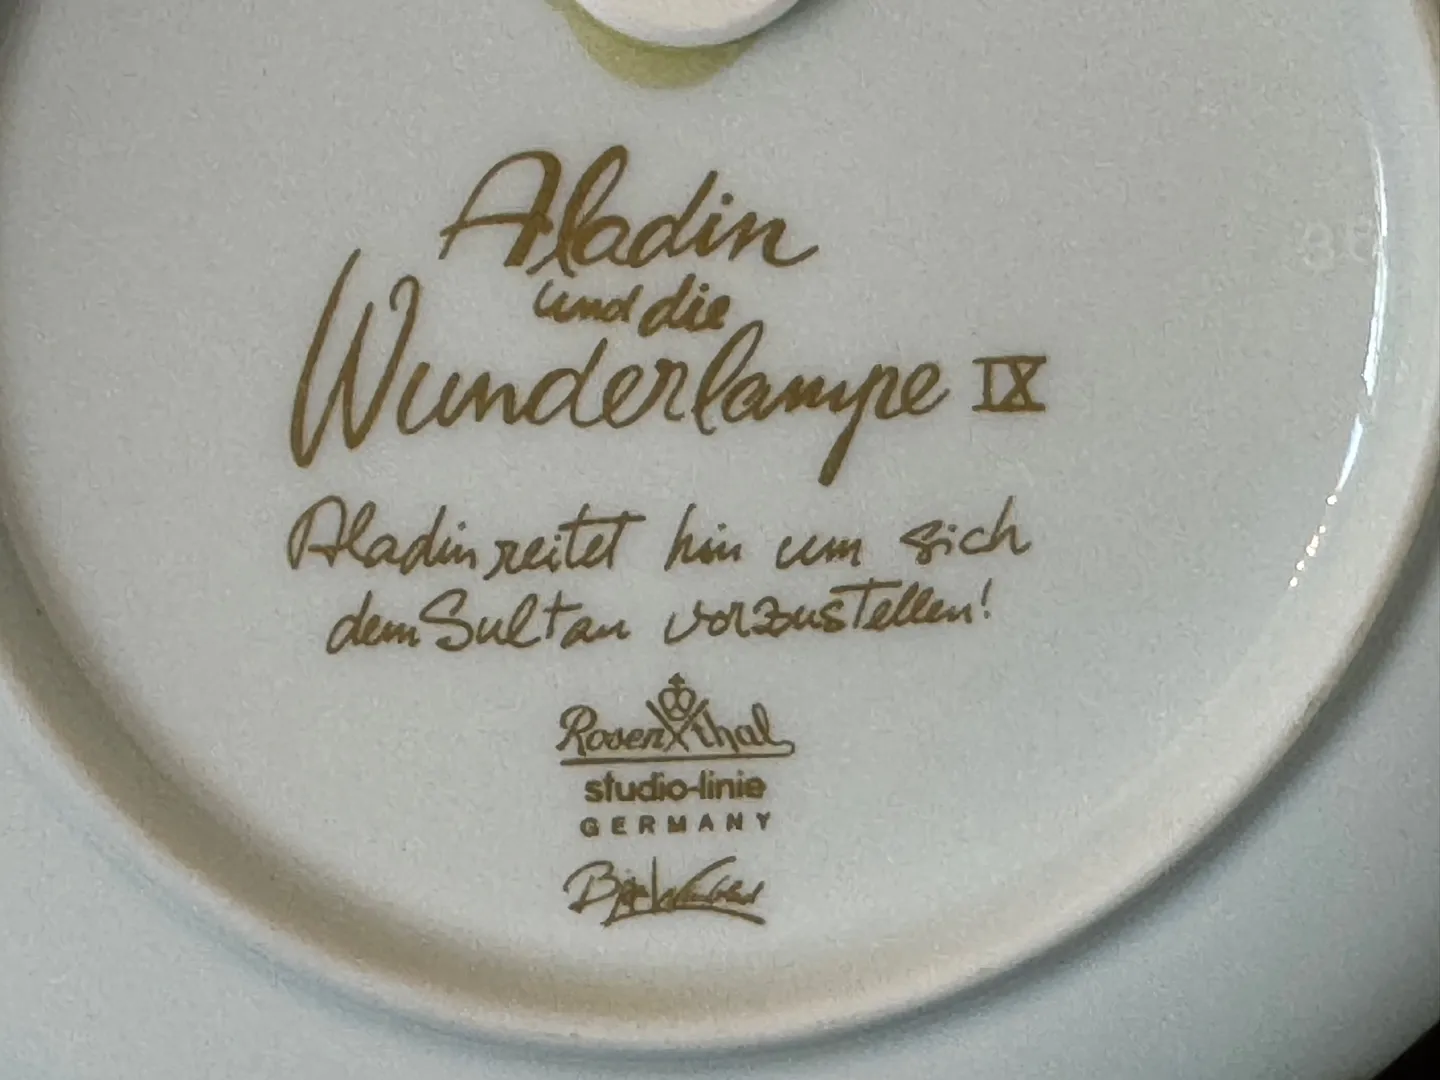 Aladin
und die
Wunderlampe IX
Aladin reitet hin um sich
dem Sultan vorzustellen!
Rosenthal
studio-linie
GERMANY